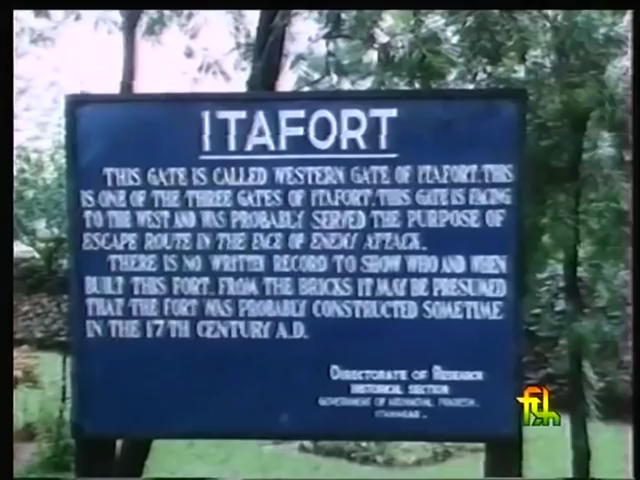 ITAFORT
THIS GATE IS CALLED WESTERN GATE OF ITAFORT. THIS
IS ONE OF THE THREE GATES OF ITAFORT. THIS GATE IS FACING
TO THE WEST AND WAS PROBABLY SERVED THE PURPOSE OF
ESCAPE ROUTE IN THE FACE OF ENEMY ATTACK.
THERE IS NO WRITTEN RECORD TO SHOW WHO AND WHEN
BUILT THIS FORT. FROM THE BRICKS IT MAY BE PRESUMED
THAT THE FORT WAS PROBABLY CONSTRUCTED SOMETIME
IN THE 17TH CENTURY A.D.
DIRECTORATE OF RESEARCH
HISTORICAL SECTION
GOVERNMENT OF ARUNACHAL PRADESH.
ITANAGAR.